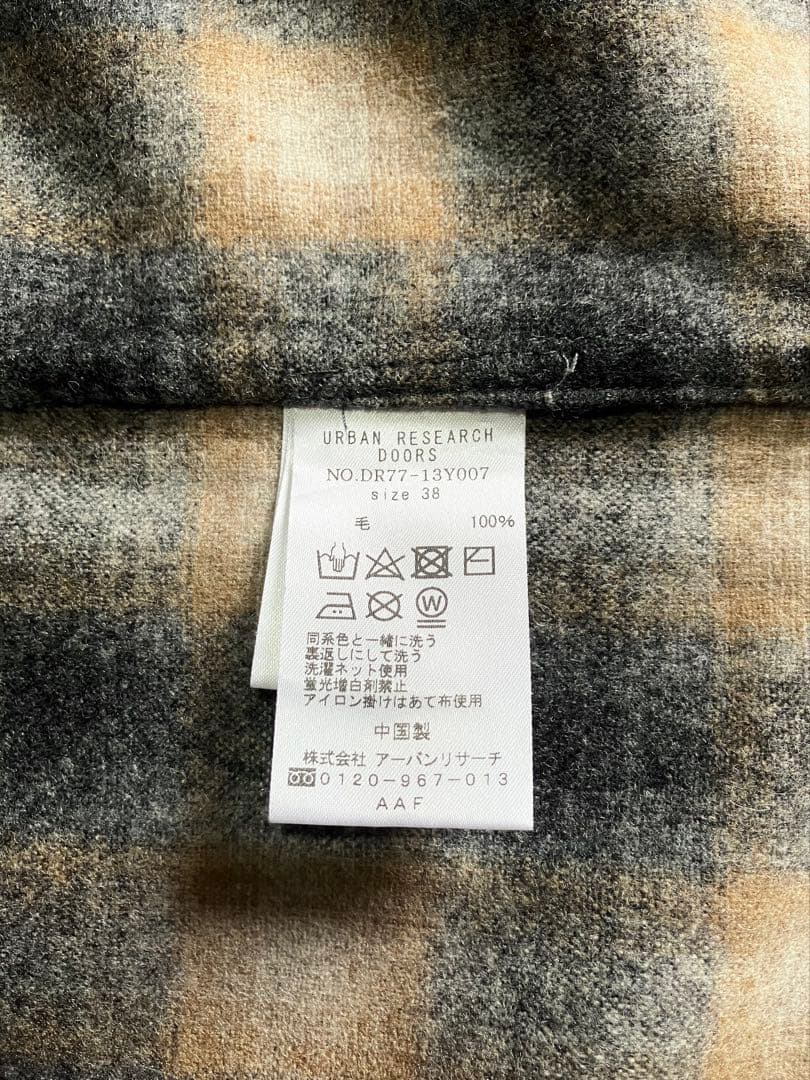 URBAN RESEARCH
DOORS
NO.DR77-13Y007
size 38
毛 100%
W
同系色と一緒に洗う
裏返しにして洗う
洗濯ネット使用
蛍光増白剤禁止
アイロン掛けはあて布使用
中国製
株式会社 アーバンリサーチ
0120-967-013
AAF